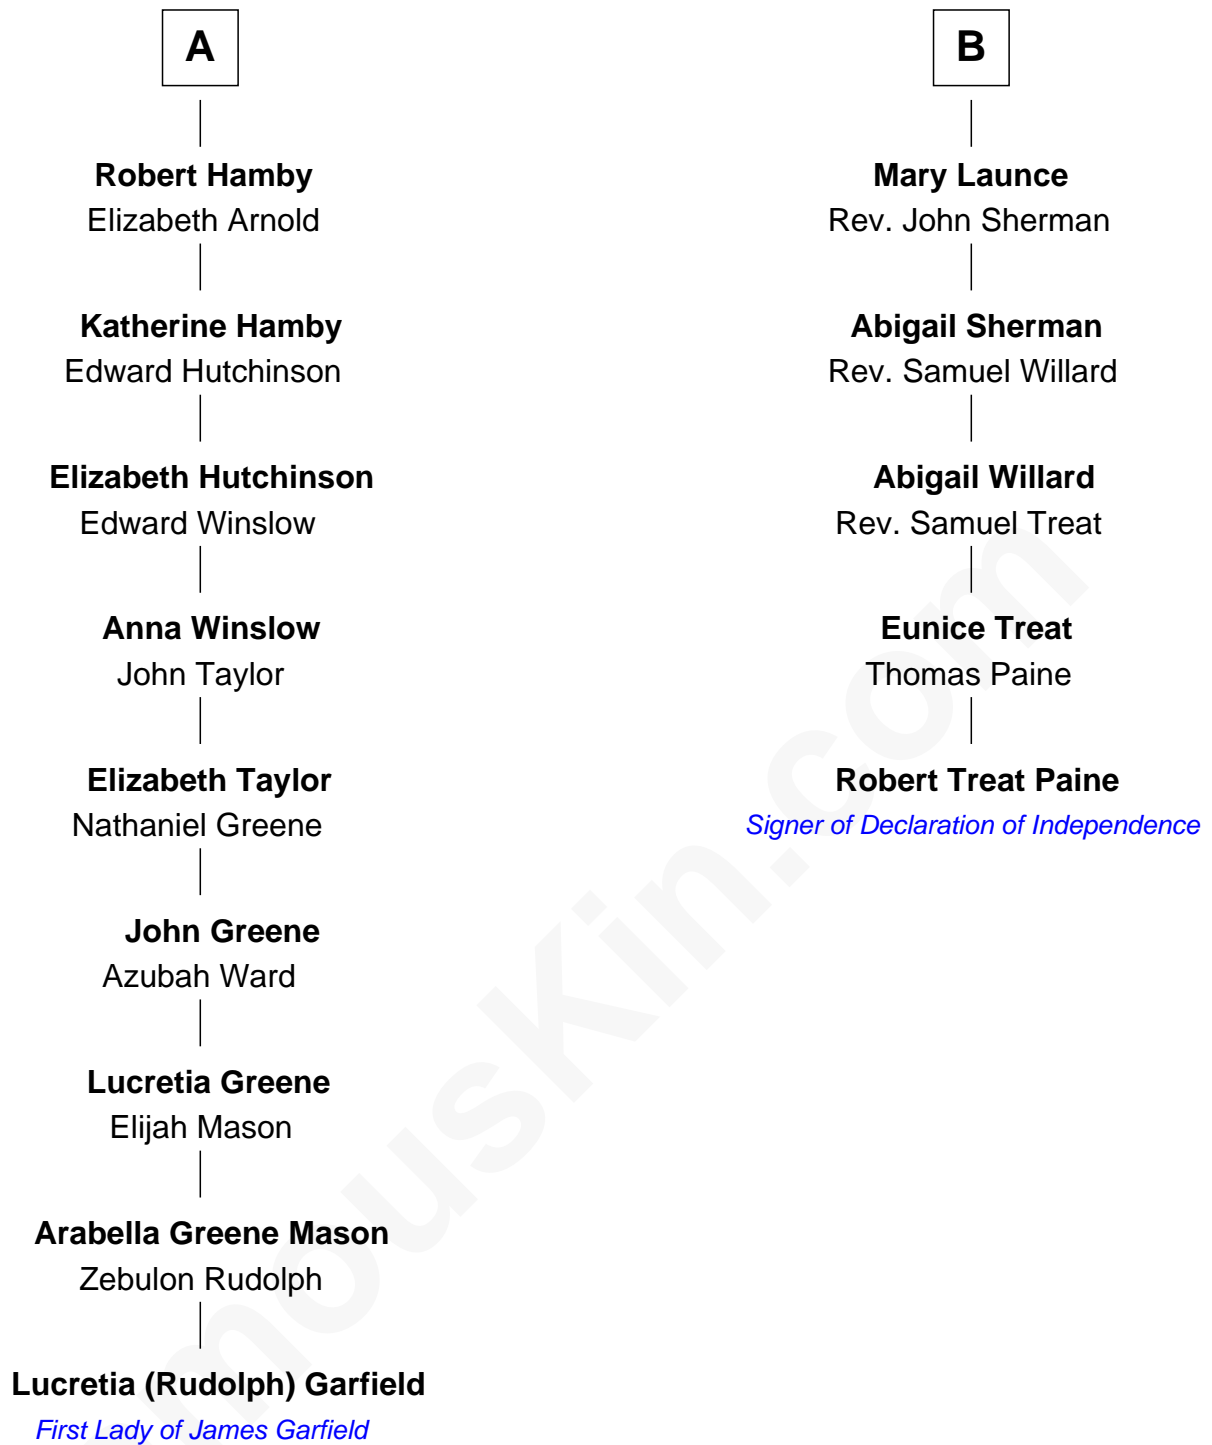 A
Robert Hamby
Elizabeth Arnold
Katherine Hamby
Edward Hutchinson
Elizabeth Hutchinson
Edward Winslow
Anna Winslow
John Taylor
Elizabeth Taylor
Nathaniel Greene
John Greene
Azubah Ward
Lucretia Greene
Elijah Mason
Arabella Greene Mason
Zebulon Rudolph
Lucretia (Rudolph) Garfield
First Lady of James Garfield
B
Mary Launce
Rev. John Sherman
Abigail Sherman
Rev. Samuel Willard
Abigail Willard
Rev. Samuel Treat
Eunice Treat
Thomas Paine
Robert Treat Paine
Signer of Declaration of Independence
mousKin.com